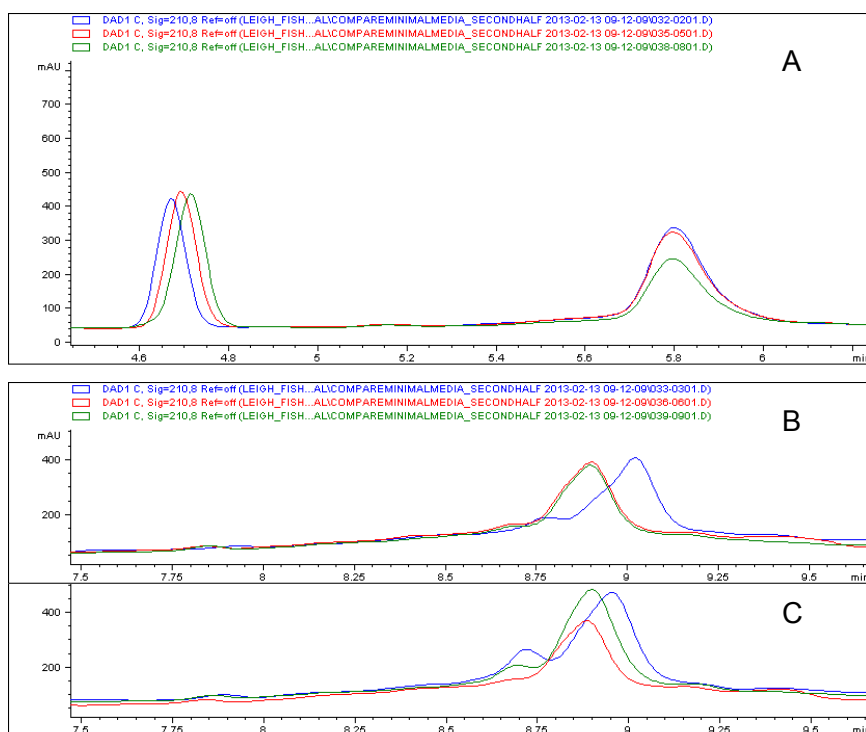 DAD1 C, Sig=210,8 Ref=off (LEIGH_FISH...AL\COMPAREMINIMALMEDIA_SECONDHALF 2013-02-13 09-12-09\032-0201.D)
DAD1 C, Sig=210,8 Ref=off (LEIGH_FISH...AL\COMPAREMINIMALMEDIA_SECONDHALF 2013-02-13 09-12-09\035-0501.D)
DAD1 C, Sig=210,8 Ref=off (LEIGH_FISH...AL\COMPAREMINIMALMEDIA_SECONDHALF 2013-02-13 09-12-09\038-0801.D)
A
mAU
700
600
500
400
300
200
100
0
4.6 4.8 5 5.2 5.4 5.6 5.8 6 min
DAD1 C, Sig=210,8 Ref=off (LEIGH_FISH...AL\COMPAREMINIMALMEDIA_SECONDHALF 2013-02-13 09-12-09\033-0301.D)
DAD1 C, Sig=210,8 Ref=off (LEIGH_FISH...AL\COMPAREMINIMALMEDIA_SECONDHALF 2013-02-13 09-12-09\036-0601.D)
DAD1 C, Sig=210,8 Ref=off (LEIGH_FISH...AL\COMPAREMINIMALMEDIA_SECONDHALF 2013-02-13 09-12-09\039-0901.D)
B
mAU
400
200
7.5 7.75 8 8.25 8.5 8.75 9 9.25 9.5 min
C
400
200
7.5 7.75 8 8.25 8.5 8.75 9 9.25 9.5 min